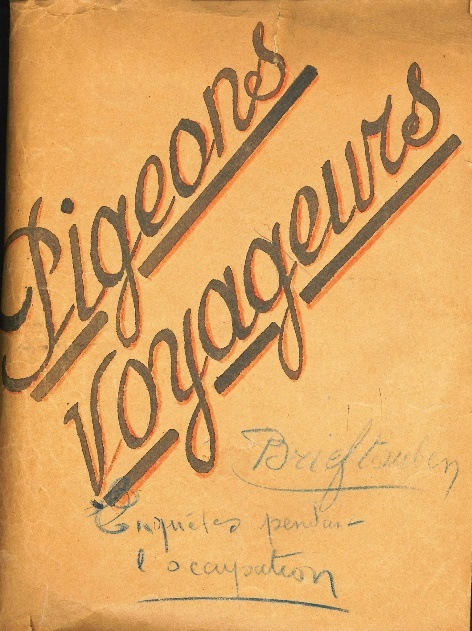 Pigeons
Voyageurs
Brieftauben
Enquêtes pendant
l'occupation